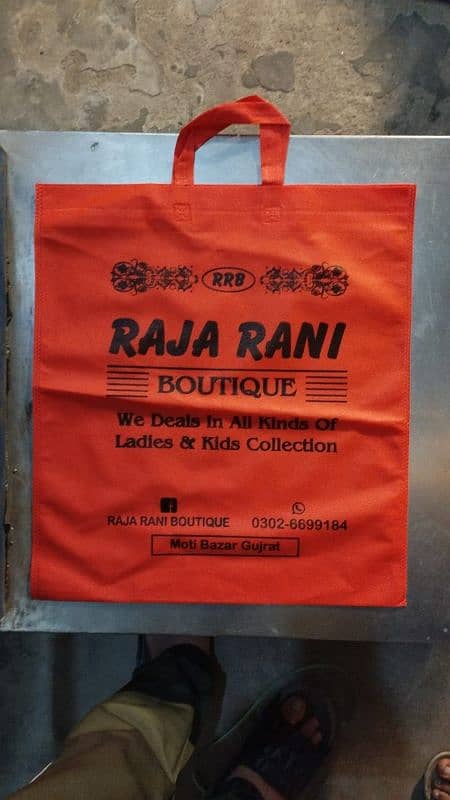 RRB
RAJA RANI
BOUTIQUE
We Deals In All Kinds Of
Ladies & Kids Collection
RAJA RANI BOUTIQUE 0302-6699184
Moti Bazar Gujrat